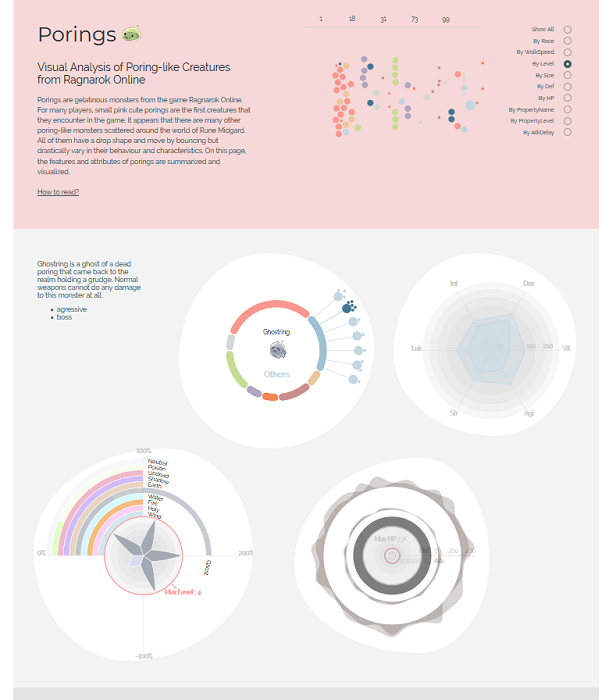 Porings
Visual Analysis of Poring-like Creatures
from Ragnarok Online
Porings are gelatinous monsters from the game Ragnarok Online.
For many players, small pink cute porings are the first creatures that
they encounter in the game. It appears that there are many other
poring-like monsters scattered around the world of Rune Midgard.
All of them have a drop shape and move by bouncing but
drastically vary in their behaviour and characteristics. On this page,
the features and attributes of porings are summarized and
visualized.
How to read?
1 18 31 73 99
Show All
By Race
By WalkSpeed
By Level
By Size
By Def
By HP
By PropertyName
By PropertyLevel
By AtkDelay
Ghostring is a ghost of a dead
poring that came back to the
realm holding a grudge. Normal
weapons cannot do any damage
to this monster at all.
agressive
boss
Ghostring
Others
Int
Dex
Luk
100 250
Vit
Str
Agi
100%
Neutral
Poison
Undead
Shadow
Earth
Water
Fire
Holy
Wind
0%
200%
Ghost
Max Level : 4
-100%
Max HP
0 200
Atk